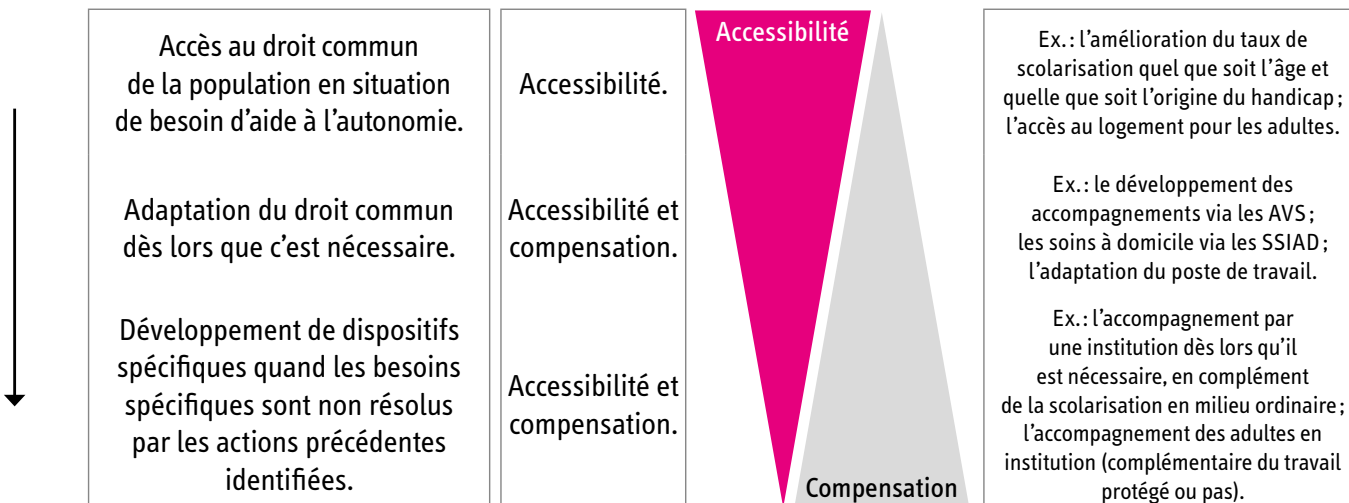 Accès au droit commun
de la population en situation
de besoin d'aide à l'autonomie.
Adaptation du droit commun
dès lors que c'est nécessaire.
Développement de dispositifs
spécifiques quand les besoins
spécifiques sont non résolus
par les actions précédentes
identifiées.
Accessibilité.
Accessibilité et
compensation.
Accessibilité et
compensation.
Accessibilité
Compensation
Ex. : l'amélioration du taux de
scolarisation quel que soit l'âge et
quelle que soit l'origine du handicap ;
l'accès au logement pour les adultes.
Ex. : le développement des
accompagnements via les AVS ;
les soins à domicile via les SSIAD ;
l'adaptation du poste de travail.
Ex. : l'accompagnement par
une institution dès lors qu'il
est nécessaire, en complément
de la scolarisation en milieu ordinaire ;
l'accompagnement des adultes en
institution (complémentaire du travail
protégé ou pas).